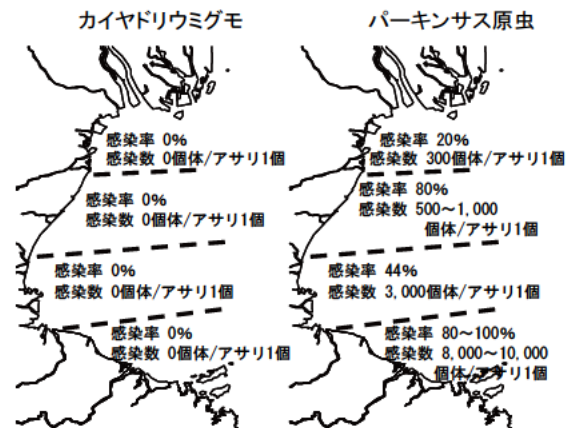 カイヤドリウミグモ
感染率 0%
感染数 0個体/アサリ1個
感染率 0%
感染数 0個体/アサリ1個
感染率 0%
感染数 0個体/アサリ1個
感染率 0%
感染数 0個体/アサリ1個
パーキンサス原虫
感染率 20%
感染数 300個体/アサリ1個
感染率 80%
感染数 500～1,000
個体/アサリ1個
感染率 44%
感染数 3,000個体/アサリ1個
感染率 80～100%
感染数 8,000～10,000
個体/アサリ1個